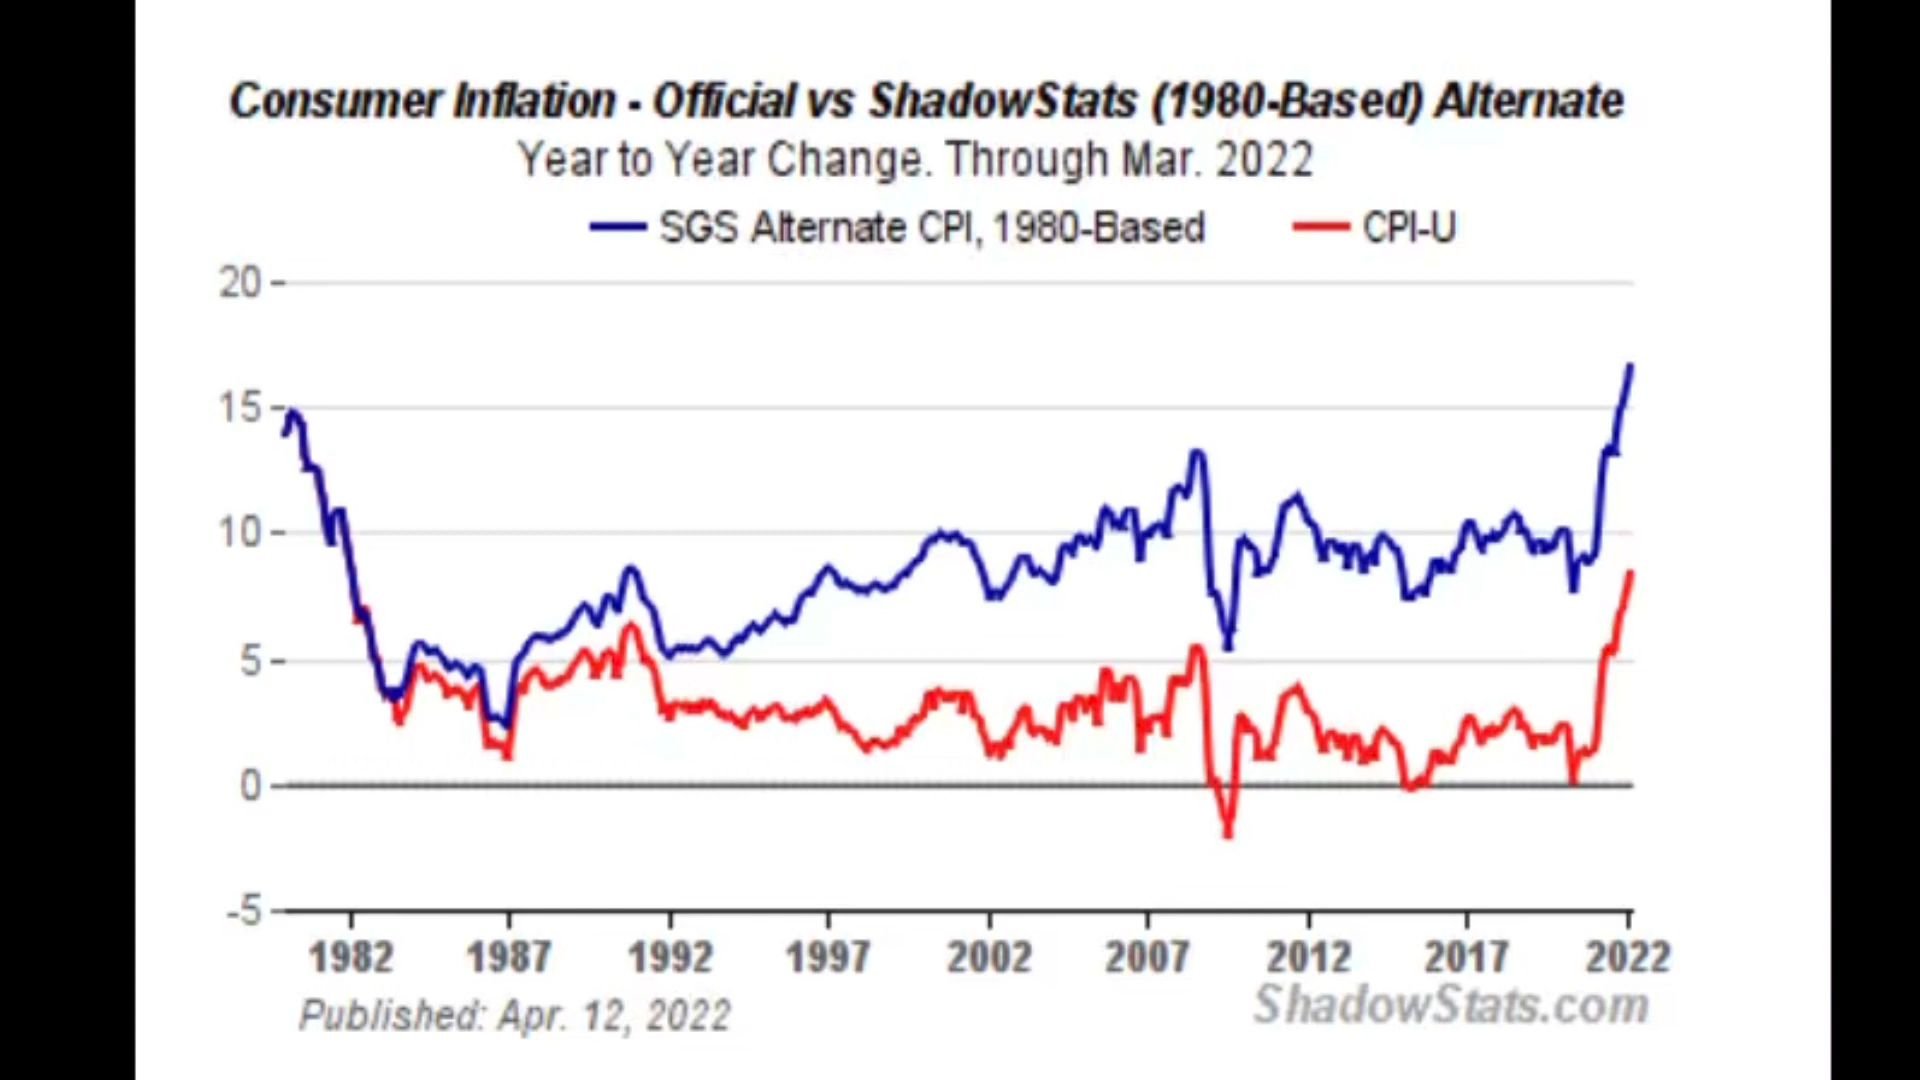 Consumer Inflation - Official vs ShadowStats (1980-Based) Alternate
Year to Year Change. Through Mar. 2022
SGS Alternate CPI, 1980-Based CPI-U
20
15
10
5
0
-5
1982 1987 1992 1997 2002 2007 2012 2017 2022
Published: Apr. 12, 2022 ShadowStats.com